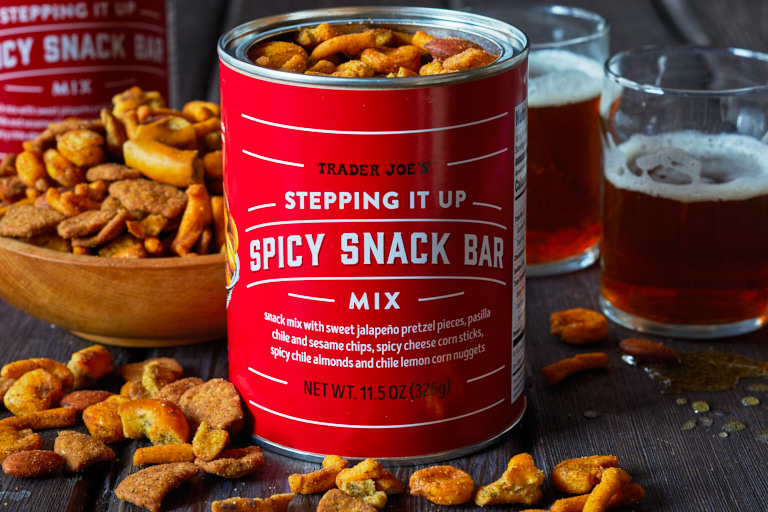 STEPPING IT UP
SPICY SNACK BAR
MIX
TRADER JOE'S
STEPPING IT UP
SPICY SNACK BAR
MIX
snack mix with sweet jalapeño pretzel pieces, pasilla
chile and sesame chips, spicy cheese corn sticks,
spicy chile almonds and chile lemon corn nuggets
NET WT. 11.5 OZ (326g)